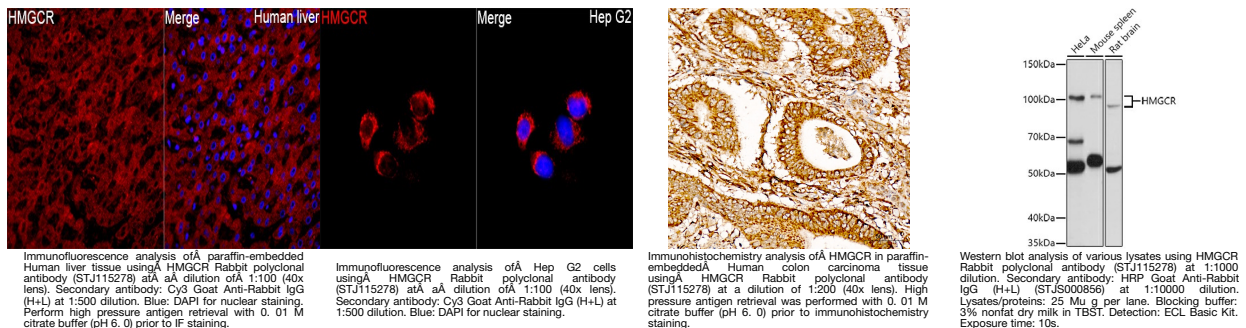 HMGCR
Merge
Human liver
HMGCR
Merge
Hep G2
Immunofluorescence analysis ofÂ paraffin-embedded
Human liver tissue usingÂ HMGCR Rabbit polyclonal
antibody (STJ115278) atÂ aÂ dilution ofÂ 1:100 (40x
lens). Secondary antibody: Cy3 Goat Anti-Rabbit IgG
(H+L) at 1:500 dilution. Blue: DAPI for nuclear staining.
Perform high pressure antigen retrieval with 0. 01 M
citrate buffer (pH 6. 0) prior to IF staining.
Immunofluorescence analysis ofÂ Hep G2 cells
usingÂ HMGCR Rabbit polyclonal antibody
(STJ115278) atÂ aÂ dilution ofÂ 1:100 (40x lens).
Secondary antibody: Cy3 Goat Anti-Rabbit IgG (H+L) at
1:500 dilution. Blue: DAPI for nuclear staining.
Immunohistochemistry analysis ofÂ HMGCR in paraffin-
embeddedÂ Human colon carcinoma tissue
usingÂ HMGCR Rabbit polyclonal antibody
(STJ115278) at a dilution of 1:200 (40x lens). High
pressure antigen retrieval was performed with 0. 01 M
citrate buffer (pH 6. 0) prior to immunohistochemistry
staining.
HeLa
Mouse spleen
Rat brain
150kDa
100kDa
70kDa
50kDa
40kDa
35kDa
HMGCR
Western blot analysis of various lysates using HMGCR
Rabbit polyclonal antibody (STJ115278) at 1:1000
dilution. Secondary antibody: HRP Goat Anti-Rabbit
IgG (H+L) (STJS000856) at 1:10000 dilution.
Lysates/proteins: 25 Mu g per lane. Blocking buffer:
3% nonfat dry milk in TBST. Detection: ECL Basic Kit.
Exposure time: 10s.